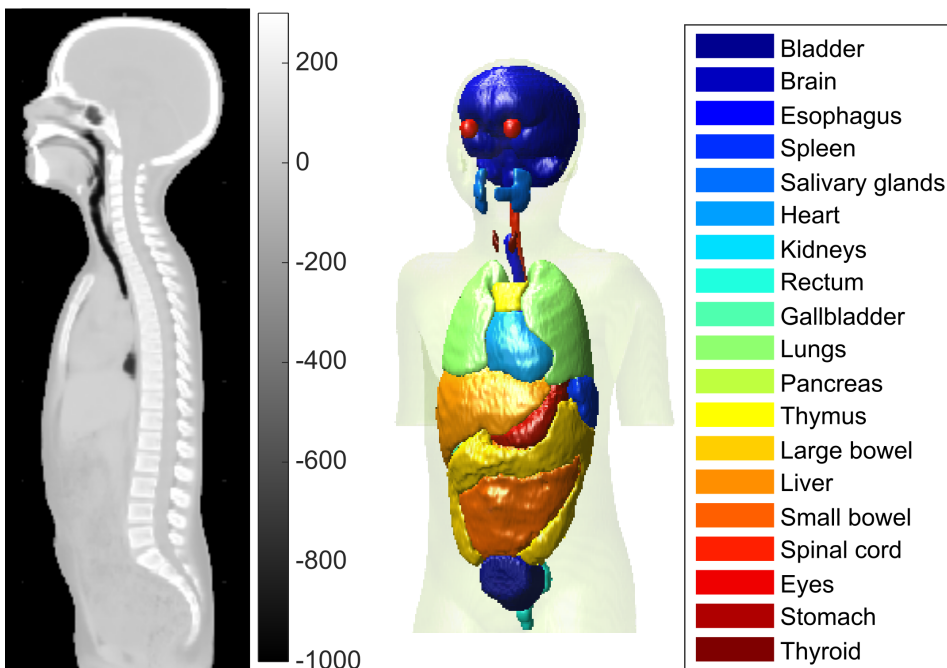 200
0
-200
-400
-600
-800
-1000
Bladder
Brain
Esophagus
Spleen
Salivary glands
Heart
Kidneys
Rectum
Gallbladder
Lungs
Pancreas
Thymus
Large bowel
Liver
Small bowel
Spinal cord
Eyes
Stomach
Thyroid